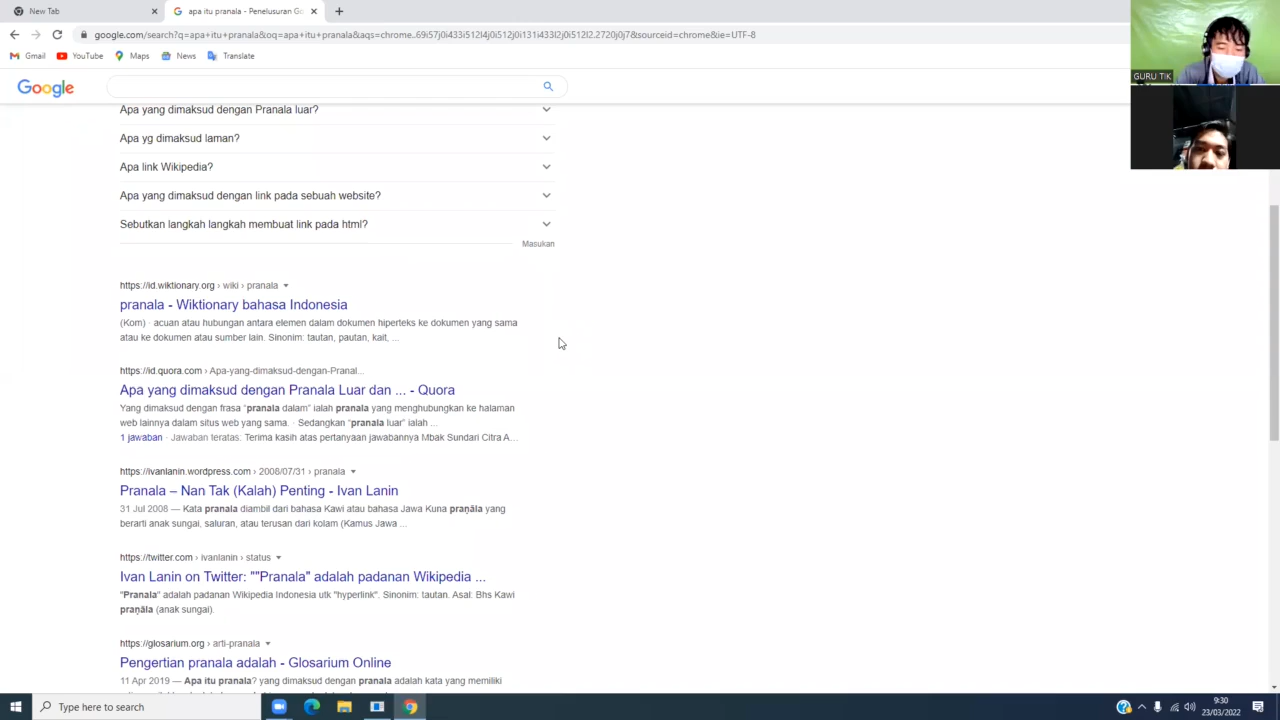 New Tab
apa itu pranala - Penelusuran Go
google.com/search?q=apa+itu+pranala&oq=apa+itu+pranala&aqs=chrome..69i57j0i433i512l4j0i512j0i131i433l2j0i512l2.2720j0j7&sourceid=chrome&ie=UTF-8
Gmail YouTube Maps News Translate
Google
GURU TIK
Apa yang dimaksud dengan Pranala luar?
Apa yg dimaksud laman?
Apa link Wikipedia?
Apa yang dimaksud dengan link pada sebuah website?
Sebutkan langkah langkah membuat link pada html?
Masukan
https://id.wiktionary.org › wiki › pranala
pranala - Wiktionary bahasa Indonesia
(Kom) · acuan atau hubungan antara elemen dalam dokumen hiperteks ke dokumen yang sama
atau ke dokumen atau sumber lain. Sinonim: tautan, pautan, kait, ...
https://id.quora.com › Apa-yang-dimaksud-dengan-Pranal...
Apa yang dimaksud dengan Pranala Luar dan ... - Quora
Yang dimaksud dengan frasa “pranala dalam” ialah pranala yang menghubungkan ke halaman
web lainnya dalam situs web yang sama. · Sedangkan “pranala luar” ialah ...
1 jawaban · Jawaban teratas: Terima kasih atas pertanyaan jawabannya Mbak Sundari Citra A...
https://ivanlanin.wordpress.com › 2008/07/31 › pranala
Pranala – Nan Tak (Kalah) Penting - Ivan Lanin
31 Jul 2008 — Kata pranala diambil dari bahasa Kawi atau bahasa Jawa Kuna praṇāla yang
berarti anak sungai, saluran, atau terusan dari kolam (Kamus Jawa ...
https://twitter.com › ivanlanin › status
Ivan Lanin on Twitter: ""Pranala" adalah padanan Wikipedia ...
"Pranala" adalah padanan Wikipedia Indonesia utk "hyperlink". Sinonim: tautan. Asal: Bhs Kawi
praṇāla (anak sungai).
https://glosarium.org › arti-pranala
Pengertian pranala adalah - Glosarium Online
11 Apr 2019 — Apa itu pranala? yang dimaksud dengan pranala adalah kata yang memiliki
Type here to search
9:30
23/03/2022